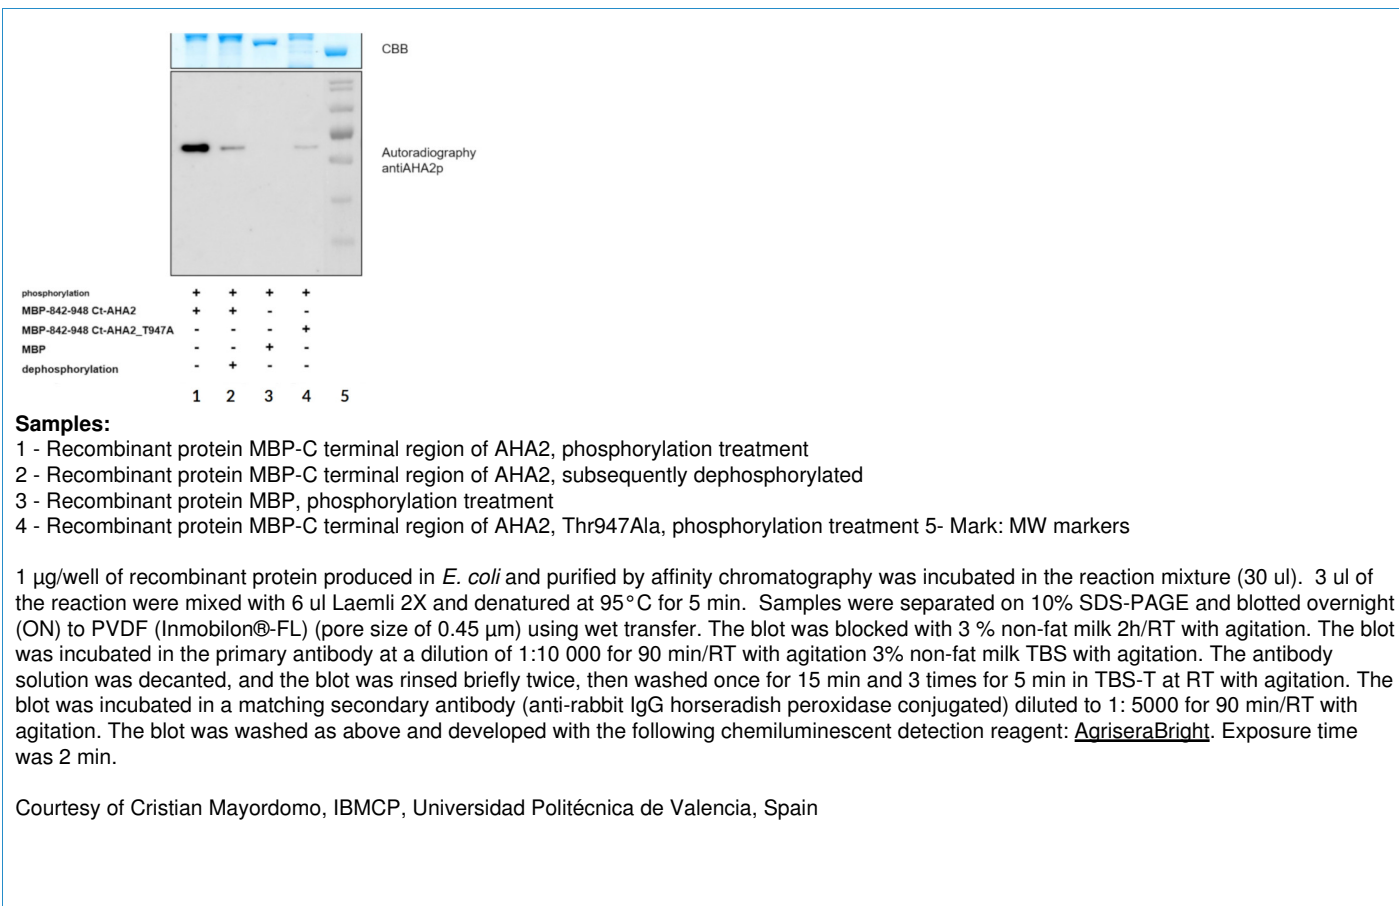 CBB
Autoradiography
antiAHA2p
phosphorylation + + + +
MBP-842-948 Ct-AHA2 + + - -
MBP-842-948 Ct-AHA2_T947A - - - +
MBP - - + -
dephosphorylation - + - -
1 2 3 4 5
Samples:
1 - Recombinant protein MBP-C terminal region of AHA2, phosphorylation treatment
2 - Recombinant protein MBP-C terminal region of AHA2, subsequently dephosphorylated
3 - Recombinant protein MBP, phosphorylation treatment
4 - Recombinant protein MBP-C terminal region of AHA2, Thr947Ala, phosphorylation treatment 5- Mark: MW markers
1 µg/well of recombinant protein produced in E. coli and purified by affinity chromatography was incubated in the reaction mixture (30 ul).  3 ul of
the reaction were mixed with 6 ul Laemli 2X and denatured at 95°C for 5 min.  Samples were separated on 10% SDS-PAGE and blotted overnight
(ON) to PVDF (Inmobilon®-FL) (pore size of 0.45 µm) using wet transfer. The blot was blocked with 3 % non-fat milk 2h/RT with agitation. The blot
was incubated in the primary antibody at a dilution of 1:10 000 for 90 min/RT with agitation 3% non-fat milk TBS with agitation. The antibody
solution was decanted, and the blot was rinsed briefly twice, then washed once for 15 min and 3 times for 5 min in TBS-T at RT with agitation. The
blot was incubated in a matching secondary antibody (anti-rabbit IgG horseradish peroxidase conjugated) diluted to 1: 5000 for 90 min/RT with
agitation. The blot was washed as above and developed with the following chemiluminescent detection reagent: AgriseraBright. Exposure time
was 2 min.
Courtesy of Cristian Mayordomo, IBMCP, Universidad Politécnica de Valencia, Spain